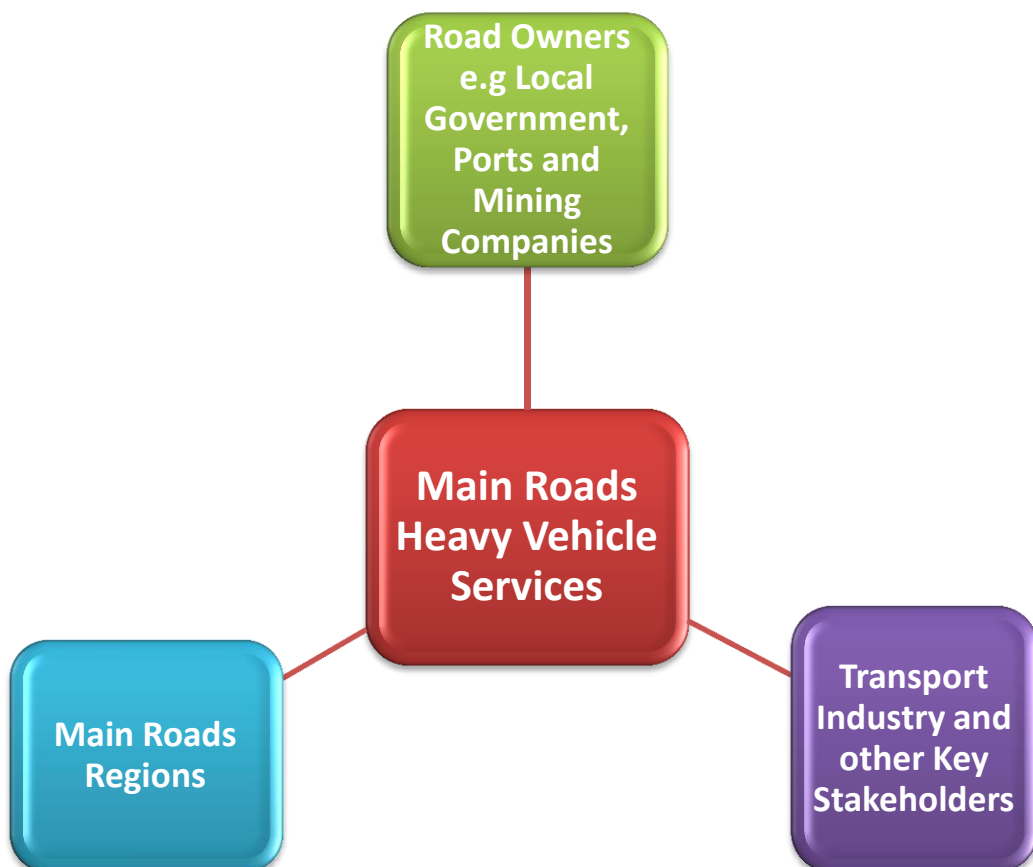 Road Owners
e.g Local
Government,
Ports and
Mining
Companies
Main Roads
Heavy Vehicle
Services
Main Roads
Regions
Transport
Industry and
other Key
Stakeholders